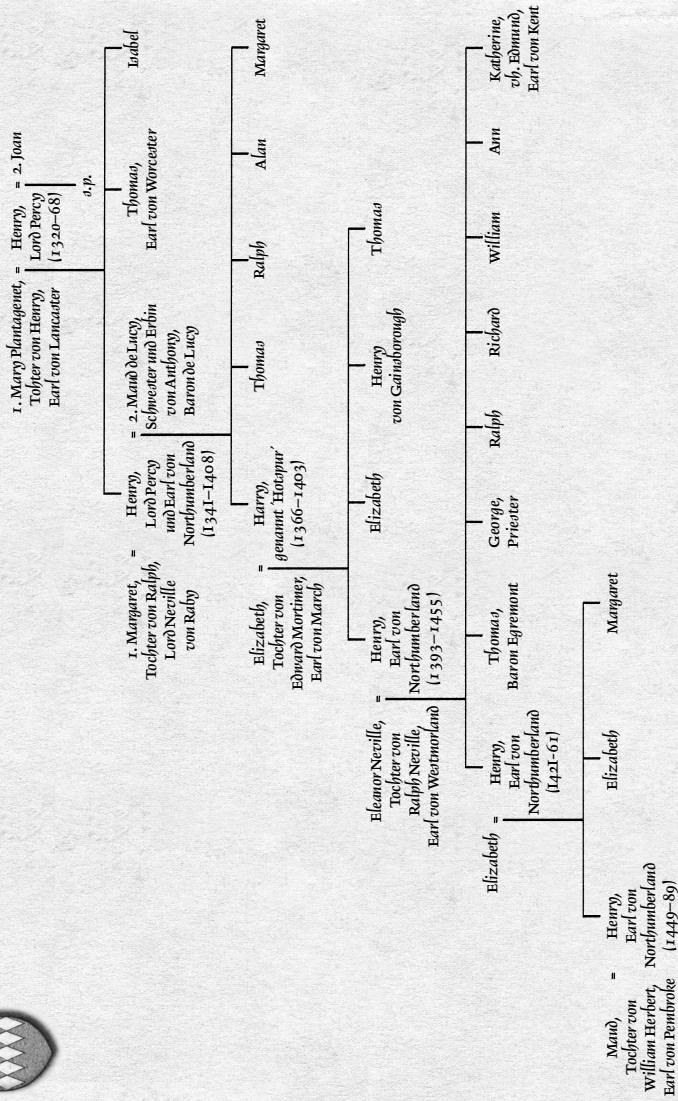 1. Mary Plantagenet,
Tohter von Henry,
Earl von Lancaster
=
Henry,
Lord Percy
(1320–68)
= 2. Joan
s.p.
1. Margaret,
Tochter von Ralph,
Lord Neville
von Raby
=
Henry,
Lord Percy
und Earl von
Northumberland
(1341–1408)
= 2. Maud de Lucy,
Schwester und Erbin
von Anthony,
Baron de Lucy
Thomas,
Earl von Worcester
Isabel
Elizabeth,
Tochter von
Edward Mortimer,
Earl von March
=
Harry,
genannt ‘Hotspur’
(1366–1403)
Thomas
Ralph
Alan
Margaret
Eleanor Neville,
Tochter von
Ralph Neville,
Earl von Westmorland
=
Henry,
Earl von
Northumberland
(1393–1455)
Elizabeth
Henry
von Gainsborough
Thomas
Elizabeth =
Henry,
Earl von
Northumberland
(1421-61)
Thomas,
Baron Egremont
George,
Priester
Ralph
Richard
William
Ann
Katherine,
vh. Edmund,
Earl von Kent
Maud,
Tochter von
William Herbert,
Earl von Pembroke
=
Henry,
Earl von
Northumberland
(1449–89)
Elizabeth
Margaret